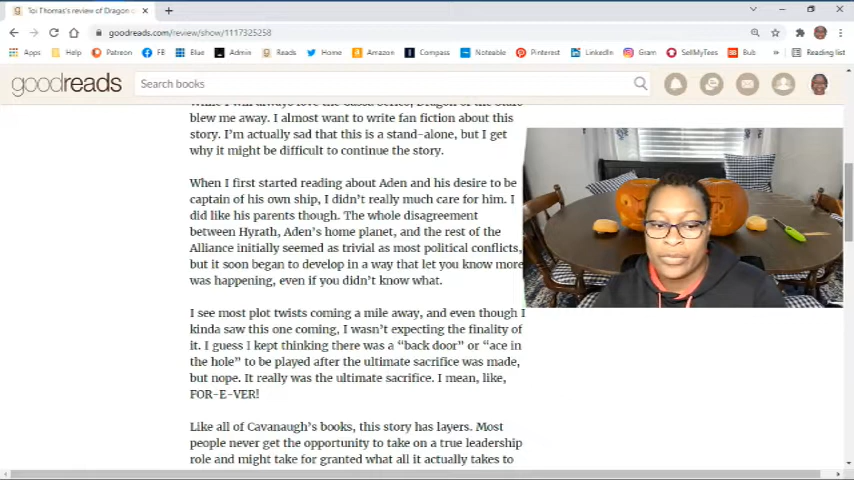 Toi Thomas's review of Dragon
goodreads.com/review/show/1117325258
Apps Help Patreon FB Blue Admin Reads Home Amazon Compass Noteable Pinterest LinkedIn Gram SellMyTees Bub Reading list
goodreads Search books
While I will always love the Cassa Series, Dragon of the Stars
blew me away. I almost want to write fan fiction about this
story. I'm actually sad that this is a stand-alone, but I get
why it might be difficult to continue the story.
When I first started reading about Aden and his desire to be
captain of his own ship, I didn't really much care for him. I
did like his parents though. The whole disagreement
between Hyrath, Aden's home planet, and the rest of the
Alliance initially seemed as trivial as most political conflicts,
but it soon began to develop in a way that let you know more
was happening, even if you didn't know what.
I see most plot twists coming a mile away, and even though I
kinda saw this one coming, I wasn't expecting the finality of
it. I guess I kept thinking there was a “back door” or “ace in
the hole” to be played after the ultimate sacrifice was made,
but nope. It really was the ultimate sacrifice. I mean, like,
FOR-E-VER!
Like all of Cavanaugh's books, this story has layers. Most
people never get the opportunity to take on a true leadership
role and might take for granted what all it actually takes to